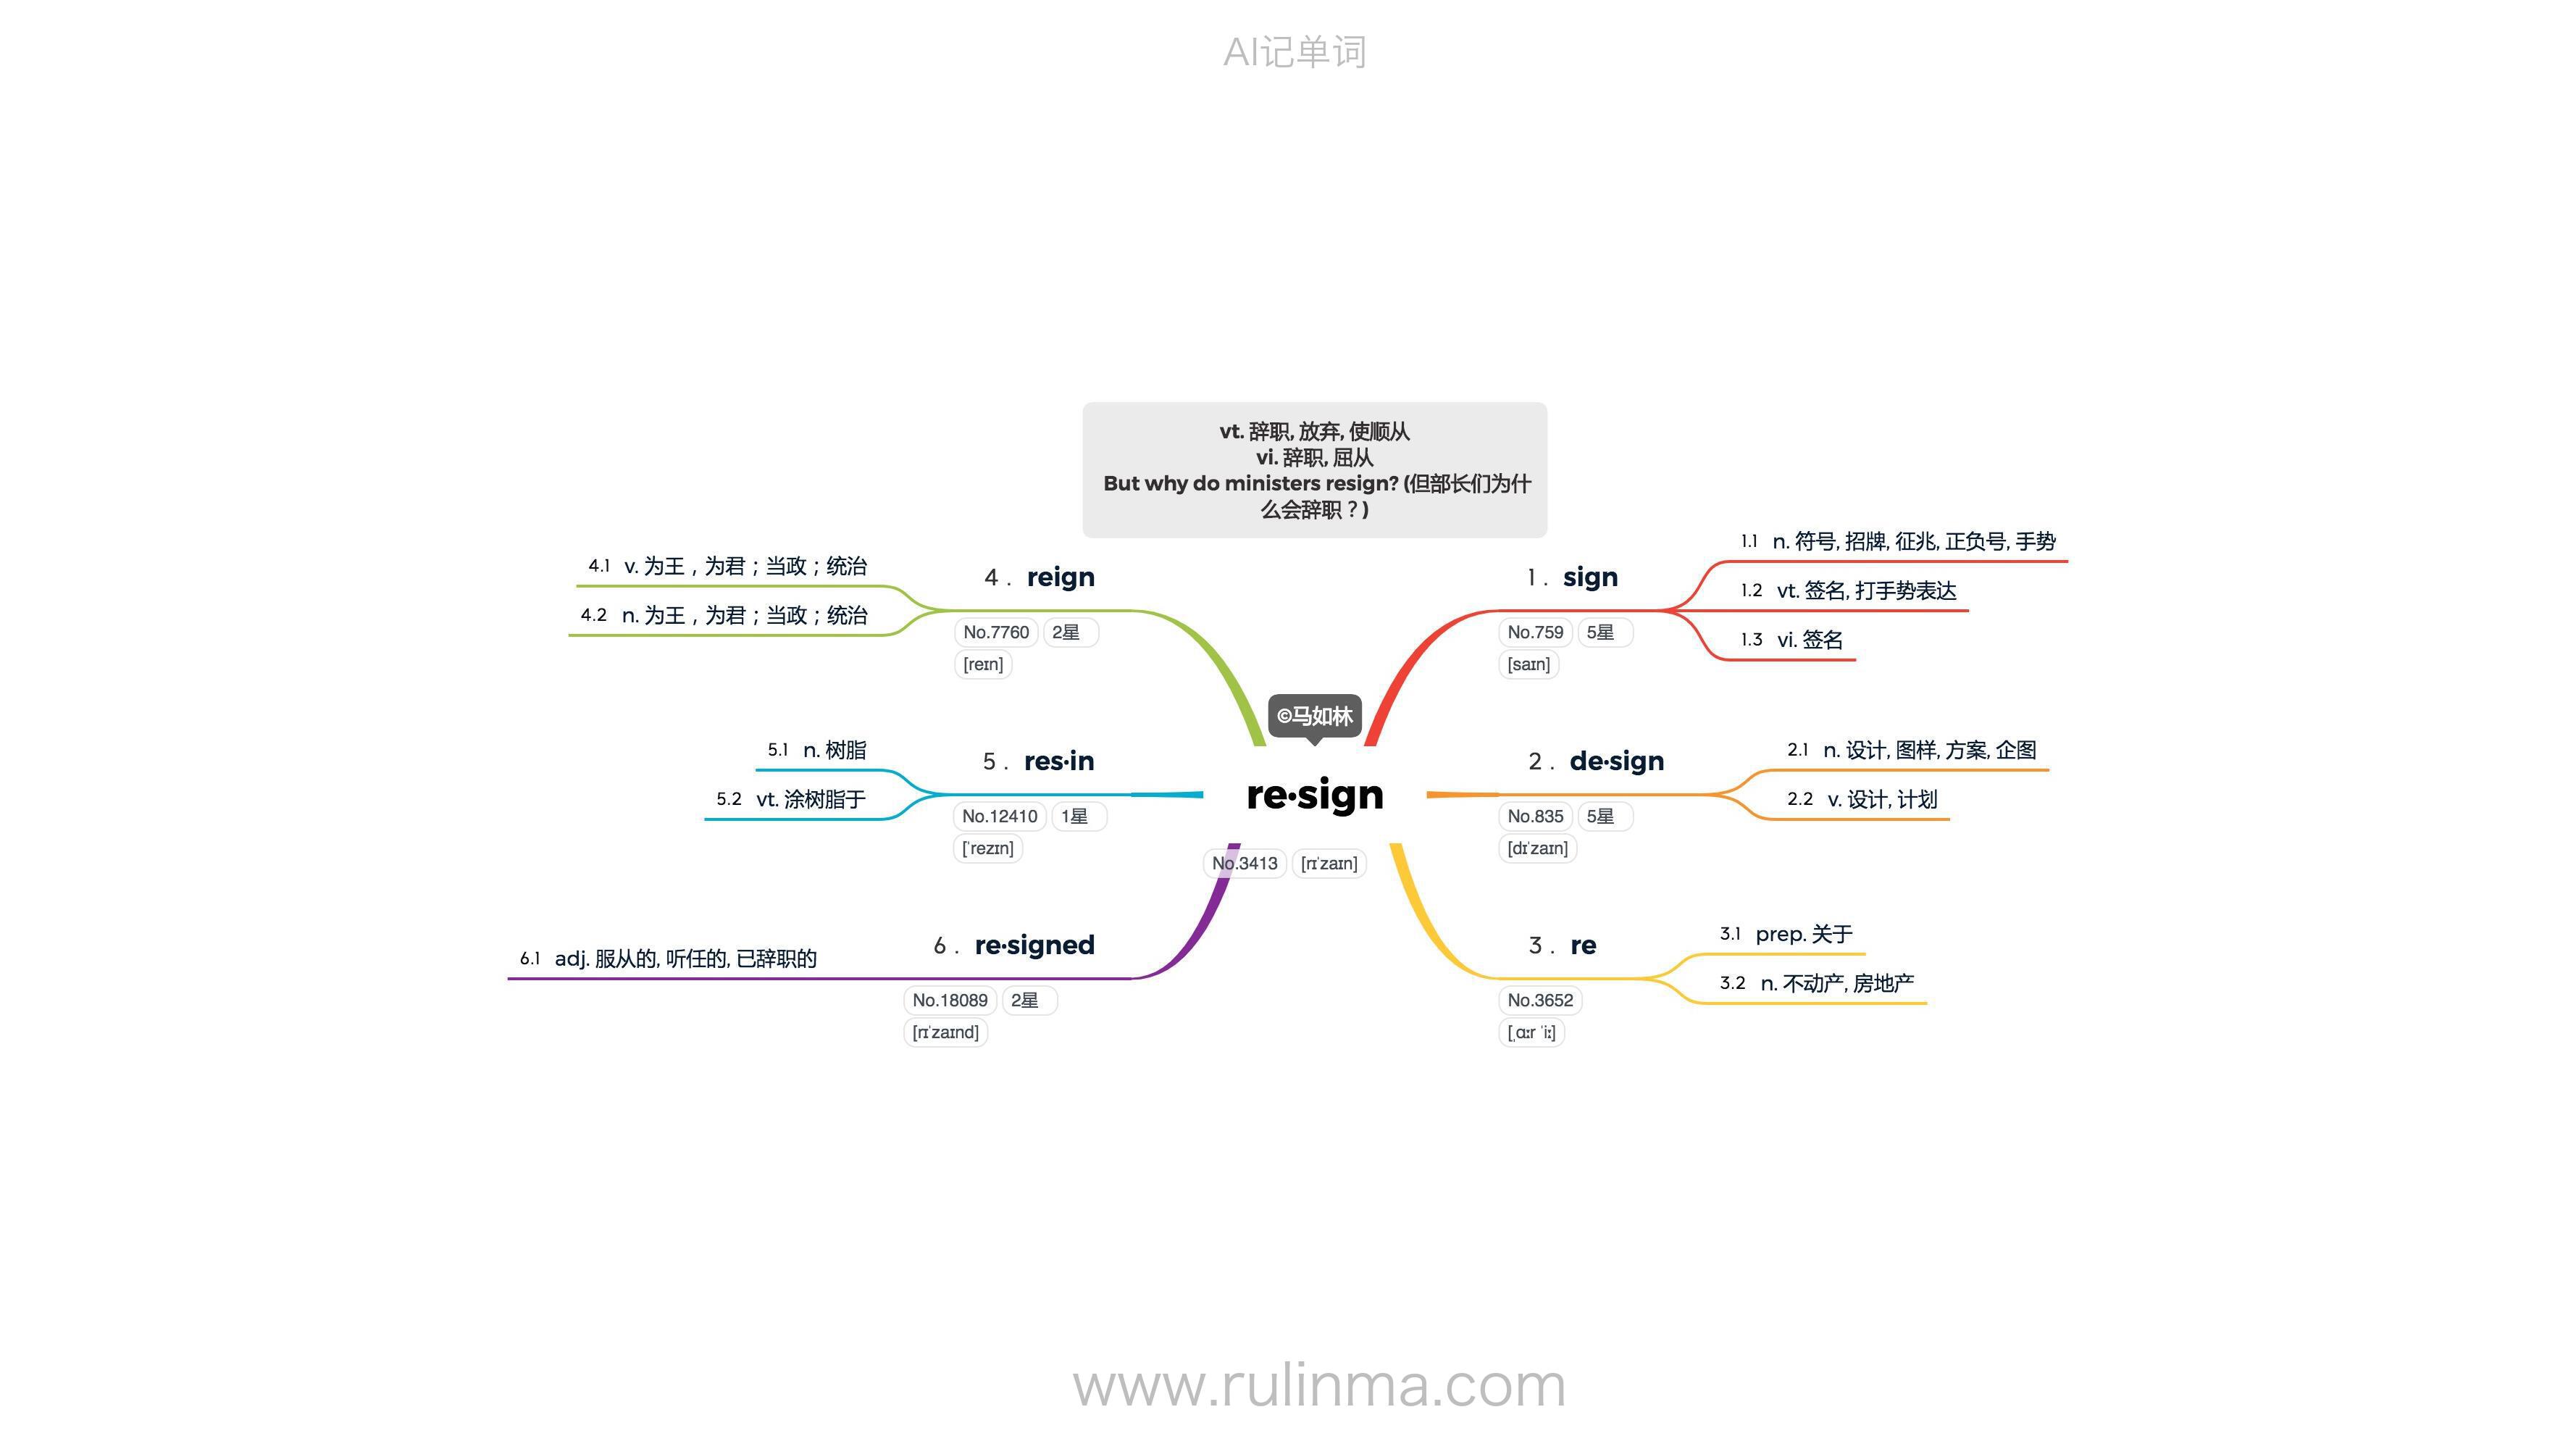 AI记单词
vt. 辞职, 放弃, 使顺从
vi. 辞职, 屈从
But why do ministers resign? (但部长们为什
么会辞职？)
©马如林
re·sign
No.3413 [rɪˈzaɪn]
1. sign
No.759 5星
[saɪn]
1.1 n. 符号, 招牌, 征兆, 正负号, 手势
1.2 vt. 签名, 打手势表达
1.3 vi. 签名
2. de·sign
No.835 5星
[dɪˈzaɪn]
2.1 n. 设计, 图样, 方案, 企图
2.2 v. 设计, 计划
3. re
No.3652
[ˌɑːr ˈiː]
3.1 prep. 关于
3.2 n. 不动产, 房地产
4. reign
No.7760 2星
[reɪn]
4.1 v. 为王，为君；当政；统治
4.2 n. 为王，为君；当政；统治
5. res·in
No.12410 1星
[ˈrezɪn]
5.1 n. 树脂
5.2 vt. 涂树脂于
6. re·signed
No.18089 2星
[rɪˈzaɪnd]
6.1 adj. 服从的, 听任的, 已辞职的
www.rulinma.com